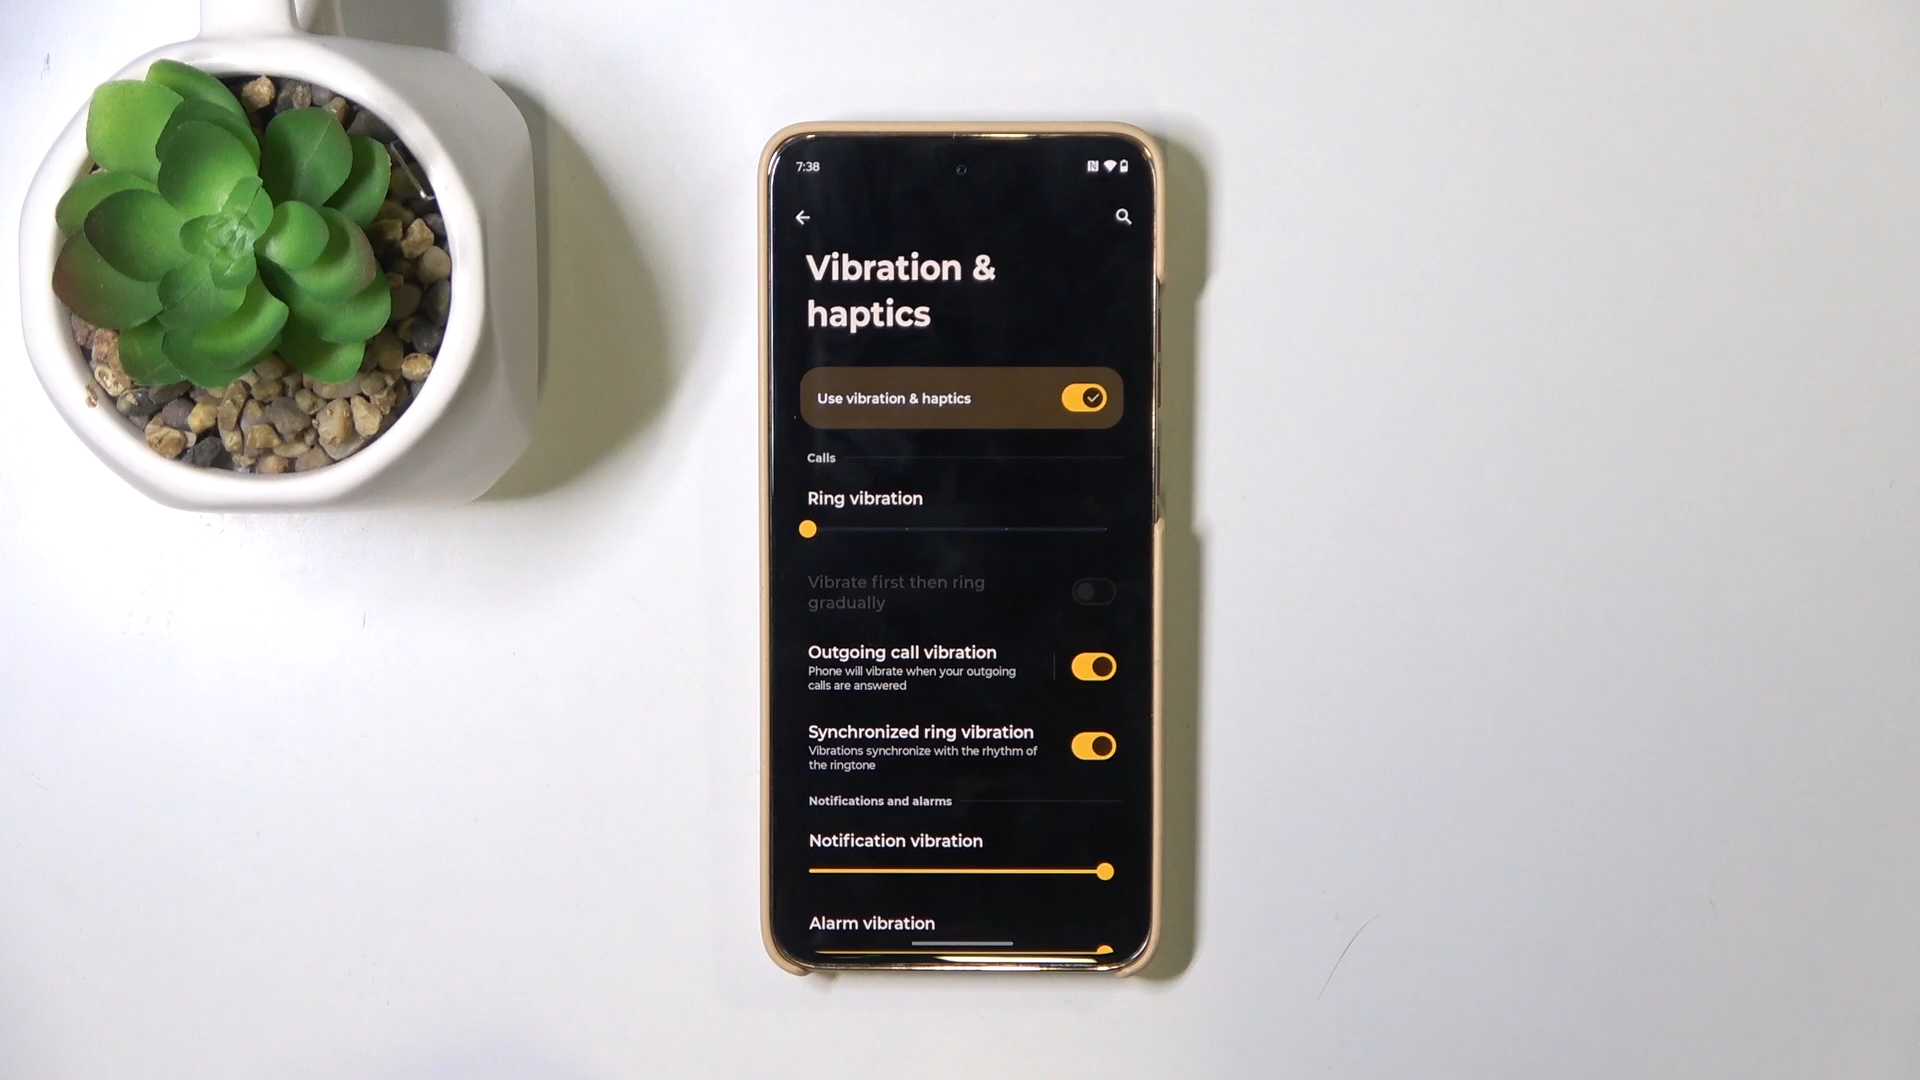 7:38
Vibration &
haptics
Use vibration & haptics
Calls
Ring vibration
Vibrate first then ring
gradually
Outgoing call vibration
Phone will vibrate when your outgoing
calls are answered
Synchronized ring vibration
Vibrations synchronize with the rhythm of
the ringtone
Notifications and alarms
Notification vibration
Alarm vibration